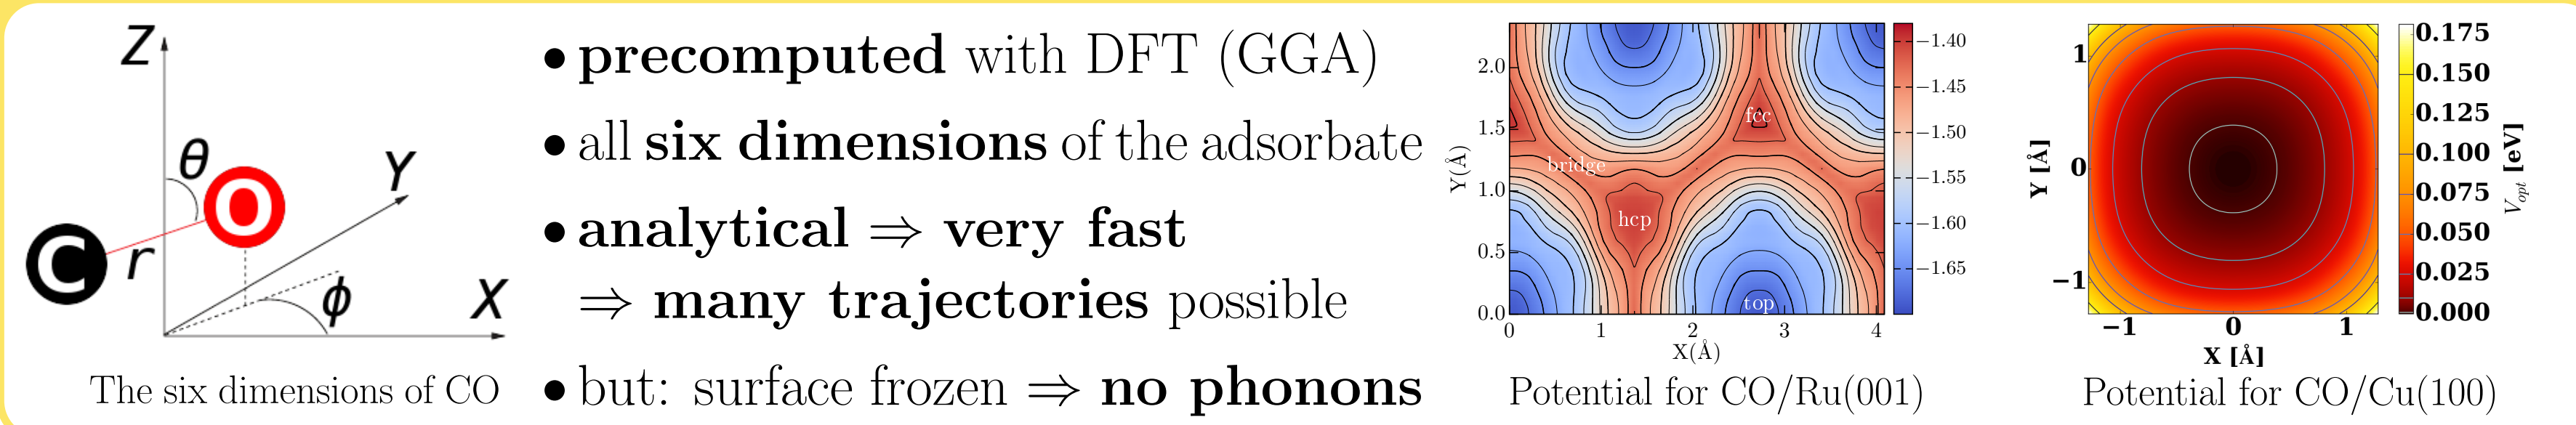 Z
θ
Y
O
C
r
ϕ
X
The six dimensions of CO
• precomputed with DFT (GGA)
• all six dimensions of the adsorbate
• analytical ⇒ very fast
⇒ many trajectories possible
• but: surface frozen ⇒ no phonons
Y(Å)
2.0
1.5
1.0
0.5
0.0
0 1 2 3 4
X(Å)
fcc
bridge
hcp
top
−1.40
−1.45
−1.50
−1.55
−1.60
−1.65
Potential for CO/Ru(001)
Y [Å]
1
0
−1
−1 0 1
X [Å]
0.175
0.150
0.125
0.100
0.075
0.050
0.025
0.000
Vopt [eV]
Potential for CO/Cu(100)